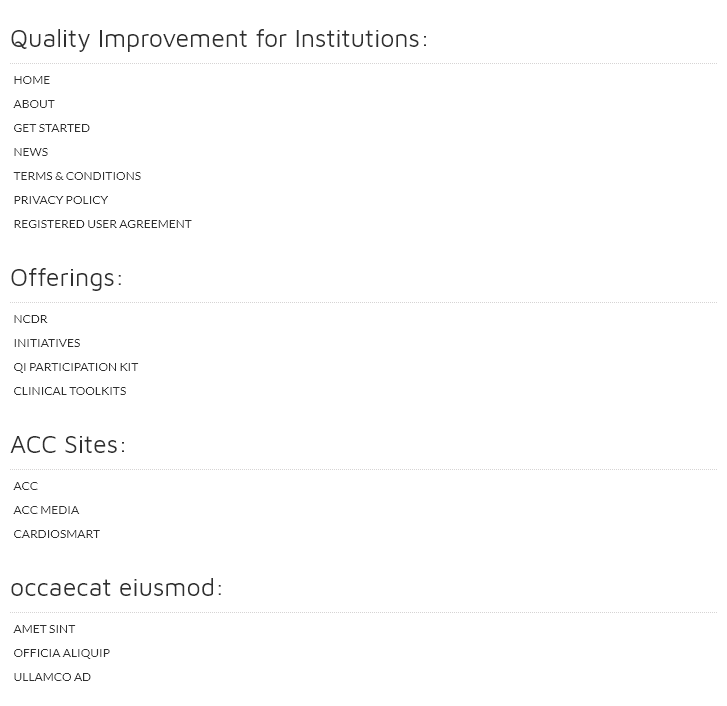 Quality Improvement for Institutions:
HOME
ABOUT
GET STARTED
NEWS
TERMS & CONDITIONS
PRIVACY POLICY
REGISTERED USER AGREEMENT
Offerings:
NCDR
INITIATIVES
QI PARTICIPATION KIT
CLINICAL TOOLKITS
ACC Sites:
ACC
ACC MEDIA
CARDIOSMART
occaecat eiusmod:
AMET SINT
OFFICIA ALIQUIP
ULLAMCO AD